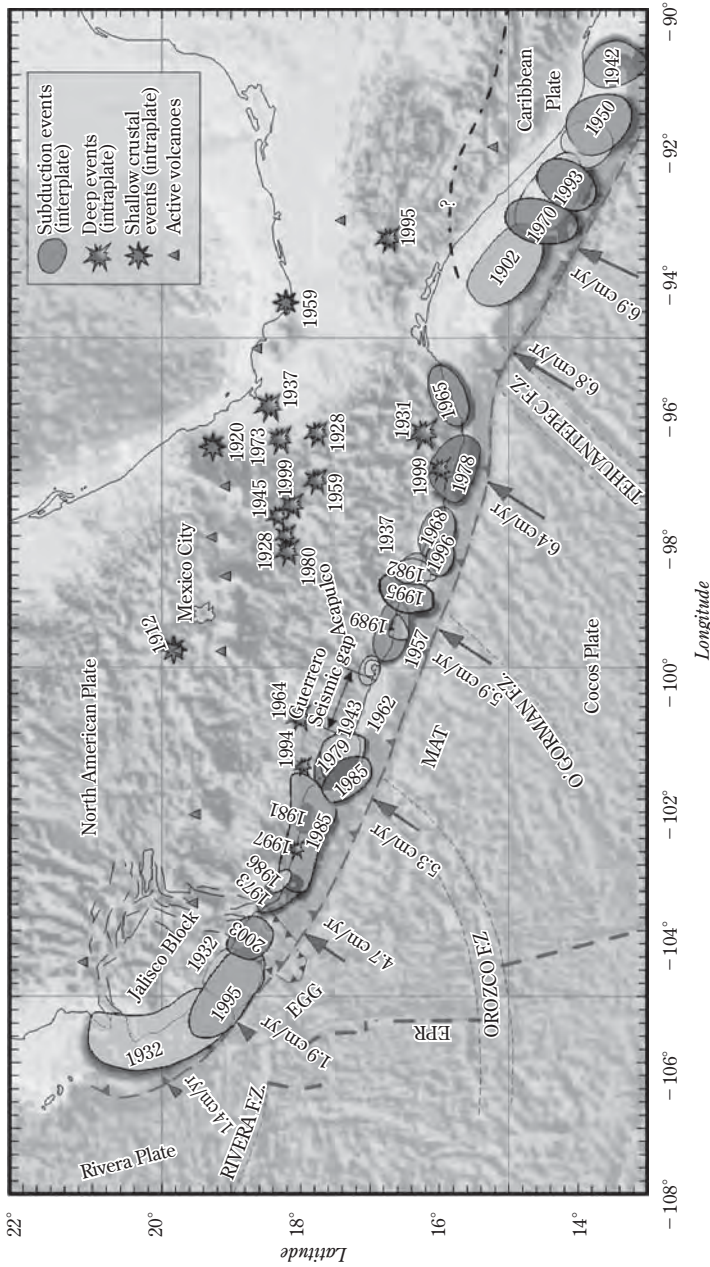 Subduction events
(interplate)
Deep events
(intraplate)
Shallow crustal
events (intraplate)
Active volcanoes
North American Plate
Rivera Plate
Jalisco Block
Mexico City
Guerrero
Seismic gap
Acapulco
Caribbean
Plate
?
Cocos Plate
MAT
EGG
EPR
RIVERA F.Z.
OROZCO F.Z.
O'GORMAN F.Z.
TEHUANTEPEC F.Z.
1.4 cm/yr
1.9 cm/yr
4.7 cm/yr
5.3 cm/yr
5.9 cm/yr
6.4 cm/yr
6.8 cm/yr
6.9 cm/yr
1932
1995
1932
2003
1973
1986
1997
1985
1981
1994
1964
1979
1985
1943
1962
1957
1989
1995
1982
1996
1968
1937
1978
1999
1931
1965
1912
1928
1980
1945
1999
1959
1973
1928
1920
1937
1959
1995
1902
1970
1993
1950
1942
22°
20°
18°
16°
14°
Latitude
−108°
−106°
−104°
−102°
−100°
−98°
−96°
−94°
−92°
−90°
Longitude